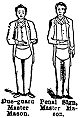 Due-guard Penal Sign,
Master Master Ma-
Mason. son.